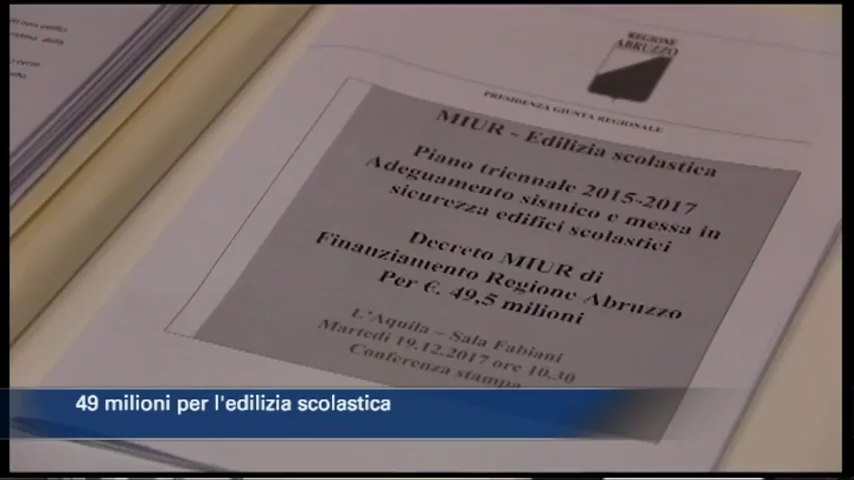 REGIONE
ABRUZZO
PRESIDENZA GIUNTA REGIONALE
MIUR - Edilizia scolastica
Piano triennale 2015-2017
Adeguamento sismico e messa in
sicurezza edifici scolastici
Decreto MIUR di
Finanziamento Regione Abruzzo
Per €. 49,5 milioni
L'Aquila – Sala Fabiani
Martedì 19.12.2017 ore 10.30
Conferenza stampa
49 milioni per l'edilizia scolastica